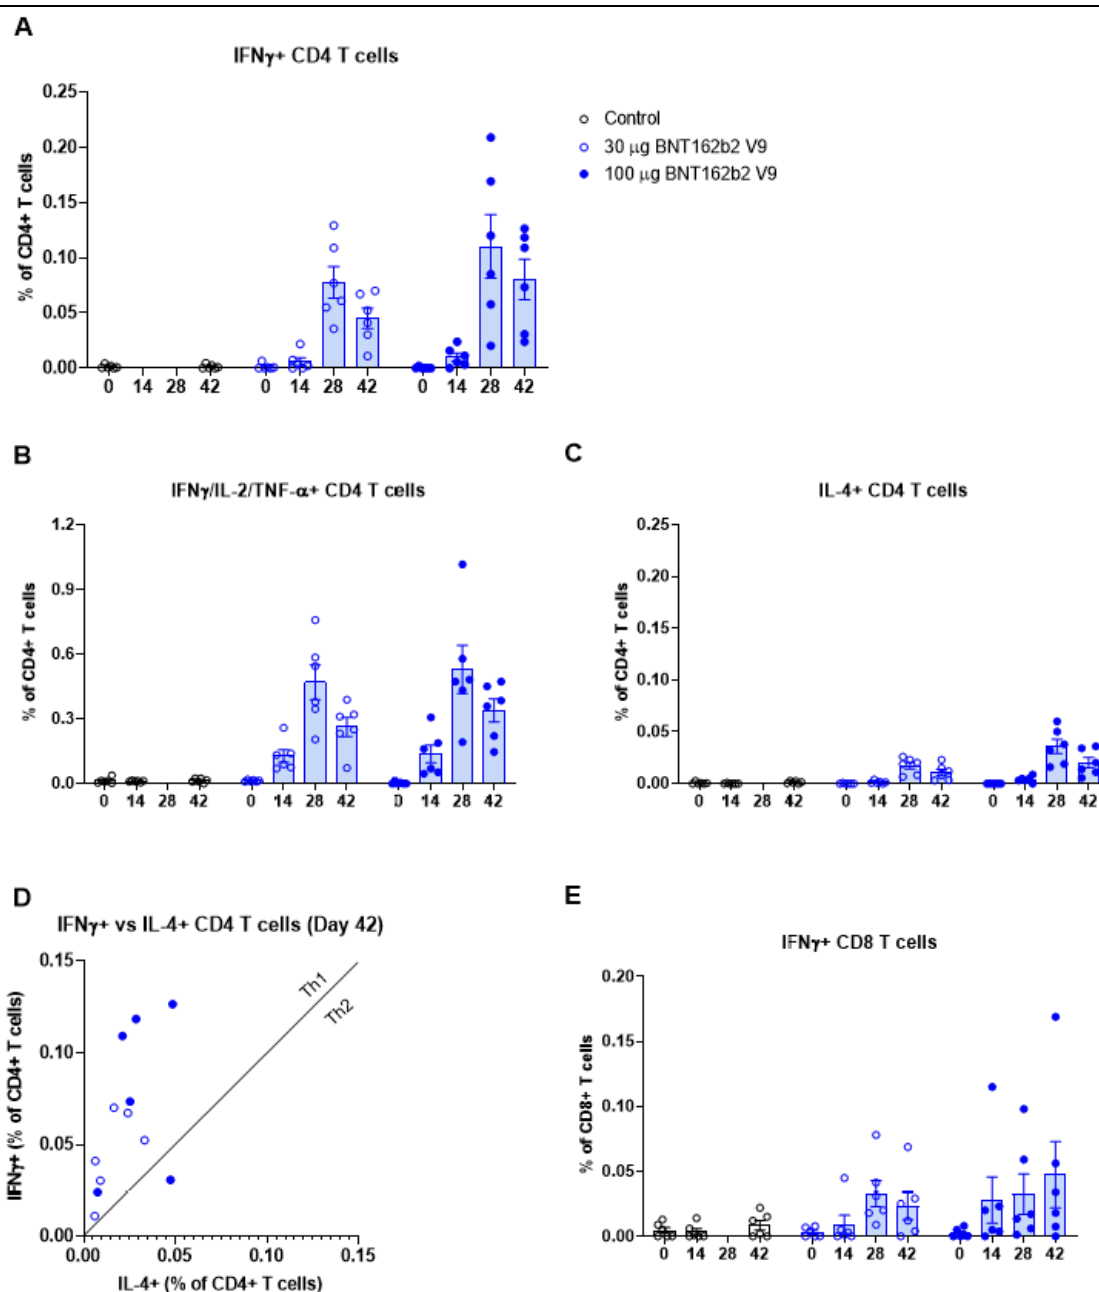 A
IFNγ+ CD4 T cells
0.25
0.20
0.15
0.10
0.05
0.00
% of CD4+ T cells
0 14 28 42 0 14 28 42 0 14 28 42
Control
30 μg BNT162b2 V9
100 μg BNT162b2 V9
B
IFNγ/IL-2/TNF-α+ CD4 T cells
1.2
0.9
0.6
0.3
0.0
% of CD4+ T cells
0 14 28 42 0 14 28 42 0 14 28 42
C
IL-4+ CD4 T cells
0.25
0.20
0.15
0.10
0.05
0.00
% of CD4+ T cells
0 14 28 42 0 14 28 42 0 14 28 42
D
IFNγ+ vs IL-4+ CD4 T cells (Day 42)
0.15
0.10
0.05
0.00
IFNγ+ (% of CD4+ T cells)
Th1
Th2
0.00 0.05 0.10 0.15
IL-4+ (% of CD4+ T cells)
E
IFNγ+ CD8 T cells
0.20
0.15
0.10
0.05
0.00
% of CD8+ T cells
0 14 28 42 0 14 28 42 0 14 28 42